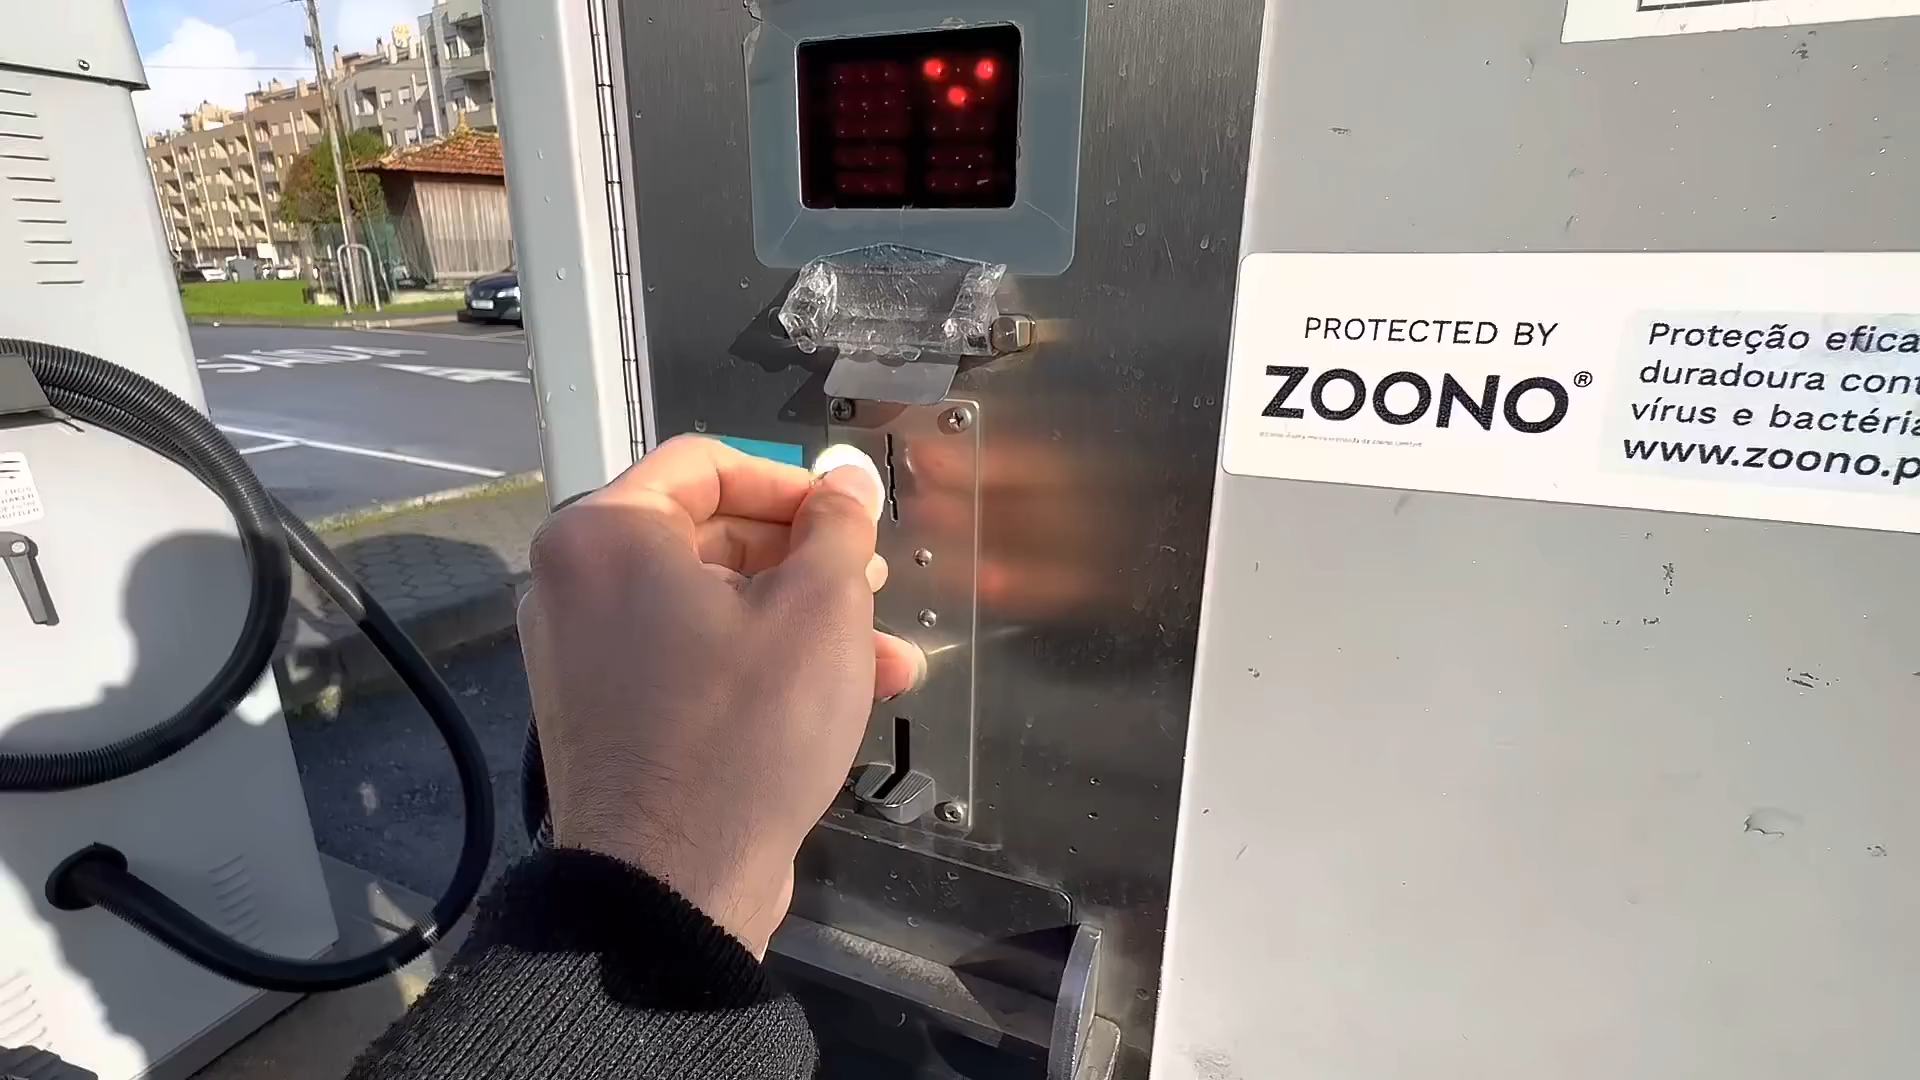 PROTECTED BY
ZOONO®
Proteção efica
duradoura cont
vírus e bactéria
www.zoono.p